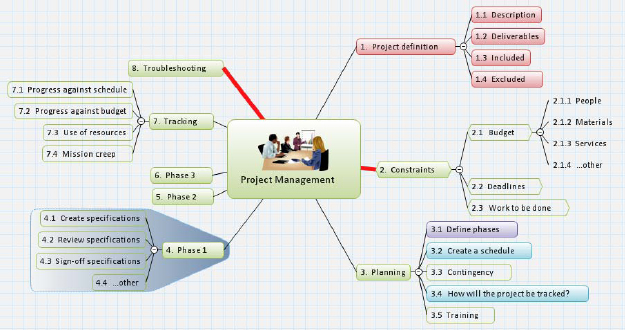 Project Management
1. Project definition
1.1 Description
1.2 Deliverables
1.3 Included
1.4 Excluded
2. Constraints
2.1 Budget
2.1.1 People
2.1.2 Materials
2.1.3 Services
2.1.4 ...other
2.2 Deadlines
2.3 Work to be done
3. Planning
3.1 Define phases
3.2 Create a schedule
3.3 Contingency
3.4 How will the project be tracked?
3.5 Training
4. Phase 1
4.1 Create specifications
4.2 Review specifications
4.3 Sign-off specifications
4.4 ...other
5. Phase 2
6. Phase 3
7. Tracking
7.1 Progress against schedule
7.2 Progress against budget
7.3 Use of resources
7.4 Mission creep
8. Troubleshooting